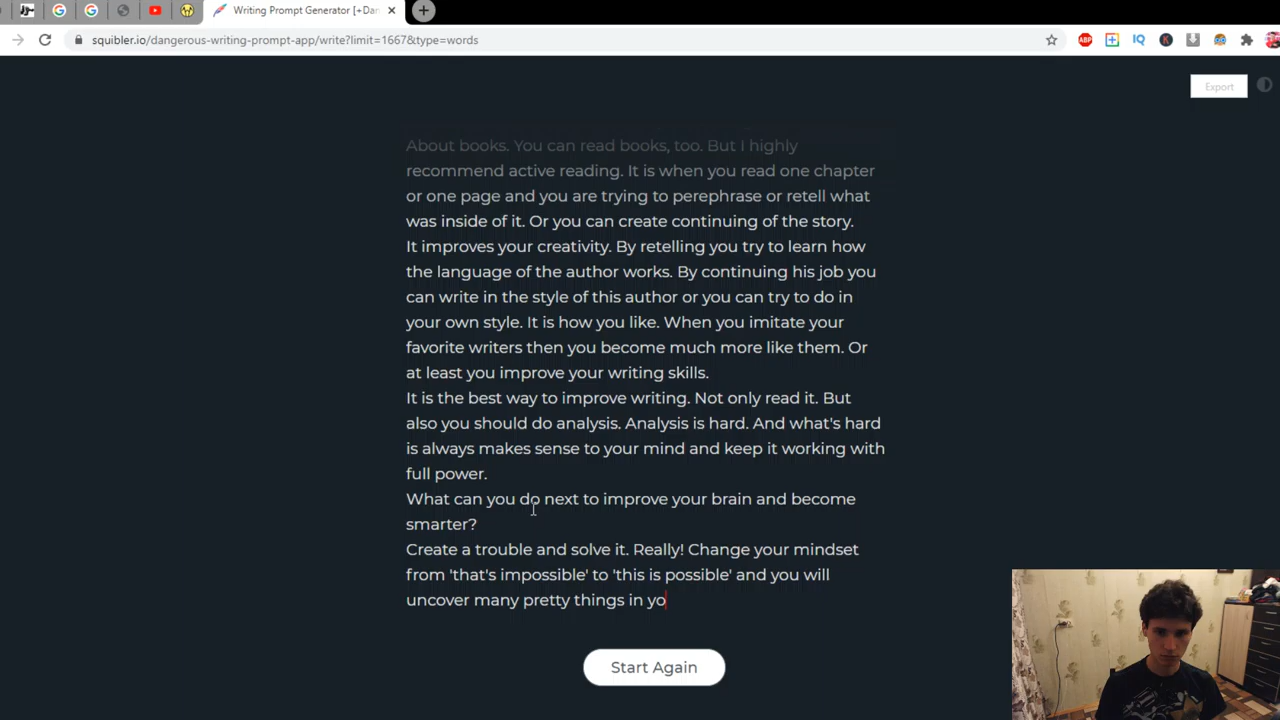 Writing Prompt Generator [+Dan
squibler.io/dangerous-writing-prompt-app/write?limit=1667&type=words
ABP
IQ
K
Export
About books. You can read books, too. But I highly
recommend active reading. It is when you read one chapter
or one page and you are trying to perephrase or retell what
was inside of it. Or you can create continuing of the story.
It improves your creativity. By retelling you try to learn how
the language of the author works. By continuing his job you
can write in the style of this author or you can try to do in
your own style. It is how you like. When you imitate your
favorite writers then you become much more like them. Or
at least you improve your writing skills.
It is the best way to improve writing. Not only read it. But
also you should do analysis. Analysis is hard. And what's hard
is always makes sense to your mind and keep it working with
full power.
What can you do next to improve your brain and become
smarter?
Create a trouble and solve it. Really! Change your mindset
from 'that's impossible' to 'this is possible' and you will
uncover many pretty things in yo
Start Again